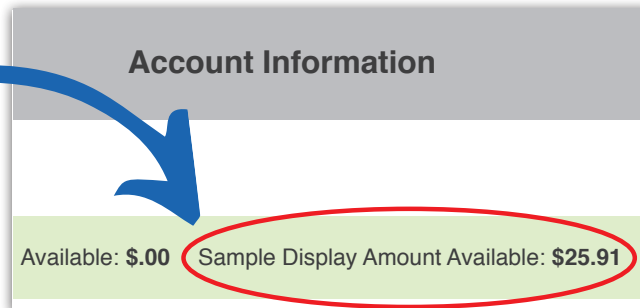 Account Information
Available: $.00 Sample Display Amount Available: $25.91